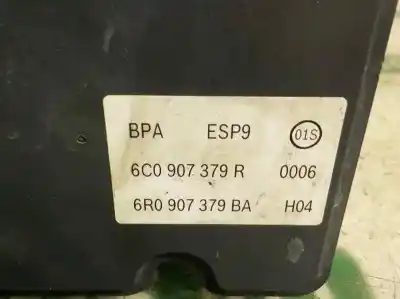 BPA ESP9 01S
6C0 907 379 R 0006
6R0 907 379 BA H04